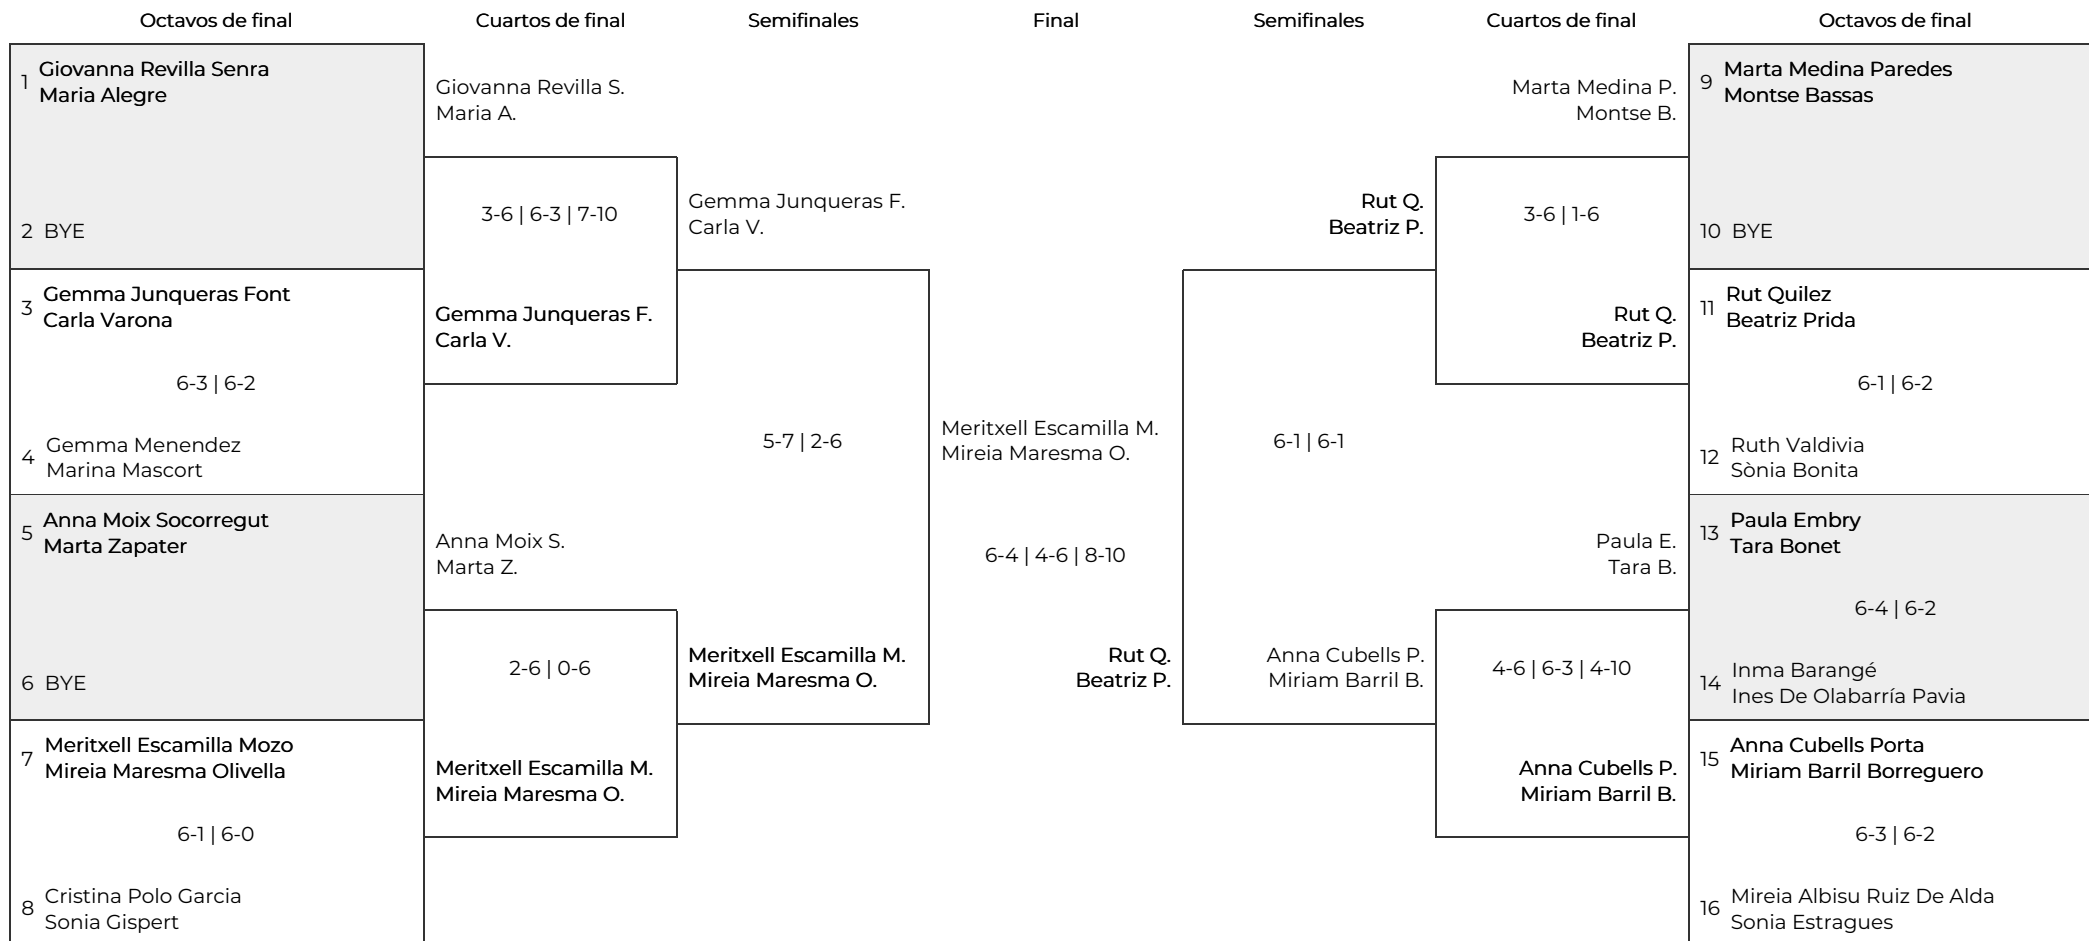 Octavos de final
Cuartos de final
Semifinales
Final
Semifinales
Cuartos de final
Octavos de final
1
Giovanna Revilla Senra
Maria Alegre
2 BYE
3
Gemma Junqueras Font
Carla Varona
6-3 | 6-2
4
Gemma Menendez
Marina Mascort
5
Anna Moix Socorregut
Marta Zapater
6 BYE
7
Meritxell Escamilla Mozo
Mireia Maresma Olivella
6-1 | 6-0
8
Cristina Polo Garcia
Sonia Gispert
Giovanna Revilla S.
Maria A.
3-6 | 6-3 | 7-10
Gemma Junqueras F.
Carla V.
Anna Moix S.
Marta Z.
2-6 | 0-6
Meritxell Escamilla M.
Mireia Maresma O.
Gemma Junqueras F.
Carla V.
5-7 | 2-6
Meritxell Escamilla M.
Mireia Maresma O.
Meritxell Escamilla M.
Mireia Maresma O.
6-4 | 4-6 | 8-10
Rut Q.
Beatriz P.
Rut Q.
Beatriz P.
6-1 | 6-1
Anna Cubells P.
Miriam Barril B.
Marta Medina P.
Montse B.
3-6 | 1-6
Rut Q.
Beatriz P.
Paula E.
Tara B.
4-6 | 6-3 | 4-10
Anna Cubells P.
Miriam Barril B.
9
Marta Medina Paredes
Montse Bassas
10 BYE
11
Rut Quilez
Beatriz Prida
6-1 | 6-2
12
Ruth Valdivia
Sònia Bonita
13
Paula Embry
Tara Bonet
6-4 | 6-2
14
Inma Barangé
Ines De Olabarría Pavia
15
Anna Cubells Porta
Miriam Barril Borreguero
6-3 | 6-2
16
Mireia Albisu Ruiz De Alda
Sonia Estragues